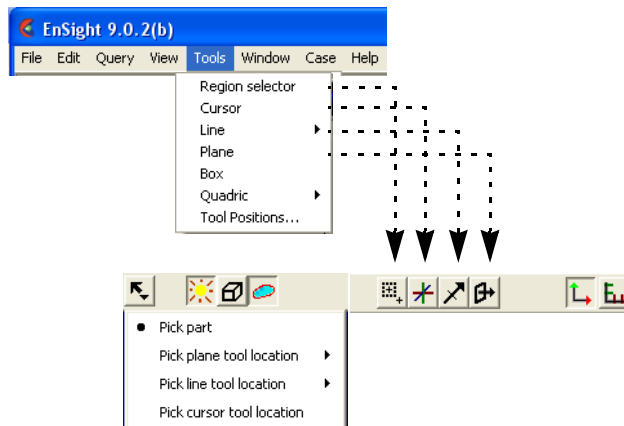 EnSight 9.0.2(b)
File Edit Query View Tools Window Case Help
Region selector
Cursor
Line
Plane
Box
Quadric
Tool Positions...
Pick part
Pick plane tool location
Pick line tool location
Pick cursor tool location